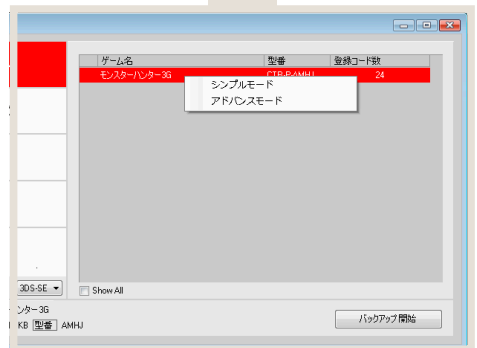 ゲーム名 型番 登録コード数
モンスターハンター3G CTR-P-AMHJ 24
シンプルモード
アドバンスモード
3DS-SE
Show All
ンター3G
KB 型番 AMHJ
バックアップ開始